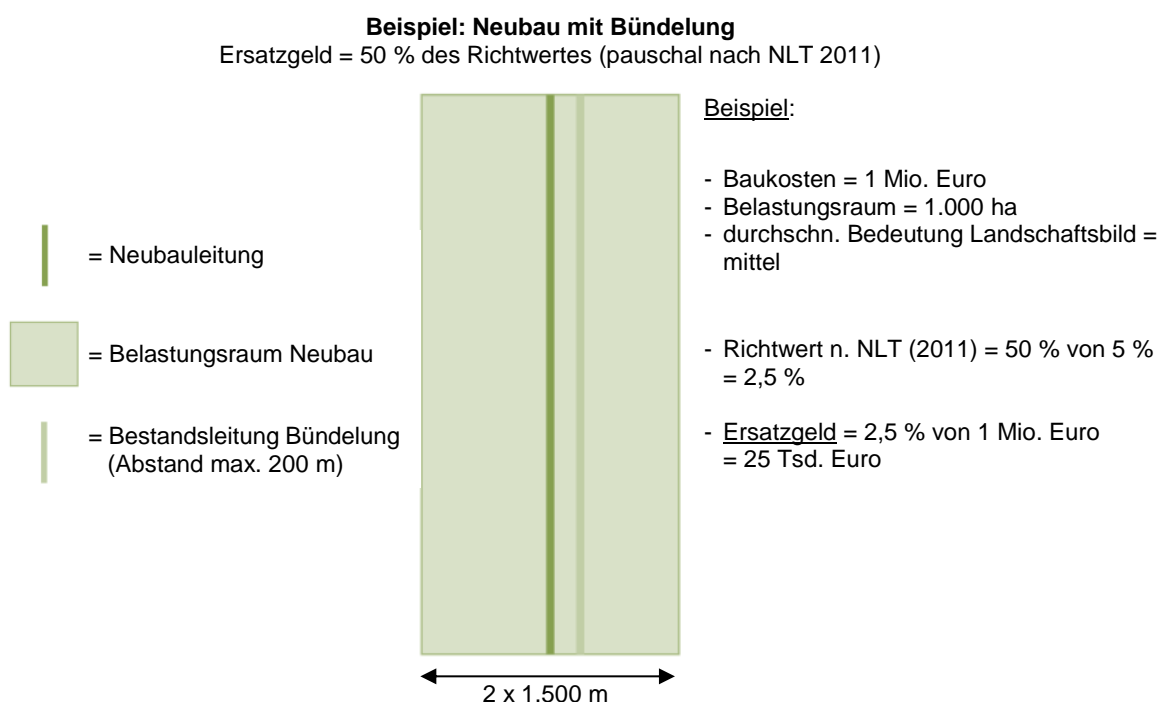 Beispiel: Neubau mit Bündelung
Ersatzgeld = 50 % des Richtwertes (pauschal nach NLT 2011)
= Neubauleitung
= Belastungsraum Neubau
= Bestandsleitung Bündelung
(Abstand max. 200 m)
2 x 1.500 m
Beispiel:
- Baukosten = 1 Mio. Euro
- Belastungsraum = 1.000 ha
- durchschn. Bedeutung Landschaftsbild =
mittel
- Richtwert n. NLT (2011) = 50 % von 5 %
= 2,5 %
- Ersatzgeld = 2,5 % von 1 Mio. Euro
= 25 Tsd. Euro